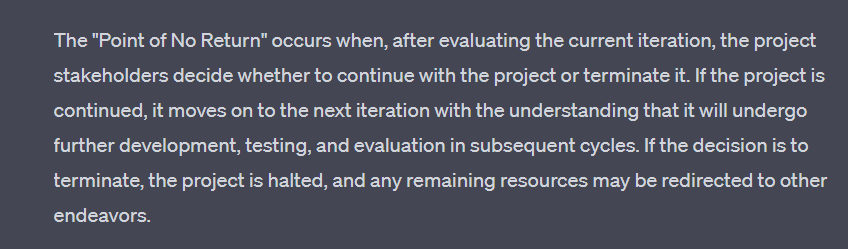 The "Point of No Return" occurs when, after evaluating the current iteration, the project
stakeholders decide whether to continue with the project or terminate it. If the project is
continued, it moves on to the next iteration with the understanding that it will undergo
further development, testing, and evaluation in subsequent cycles. If the decision is to
terminate, the project is halted, and any remaining resources may be redirected to other
endeavors.